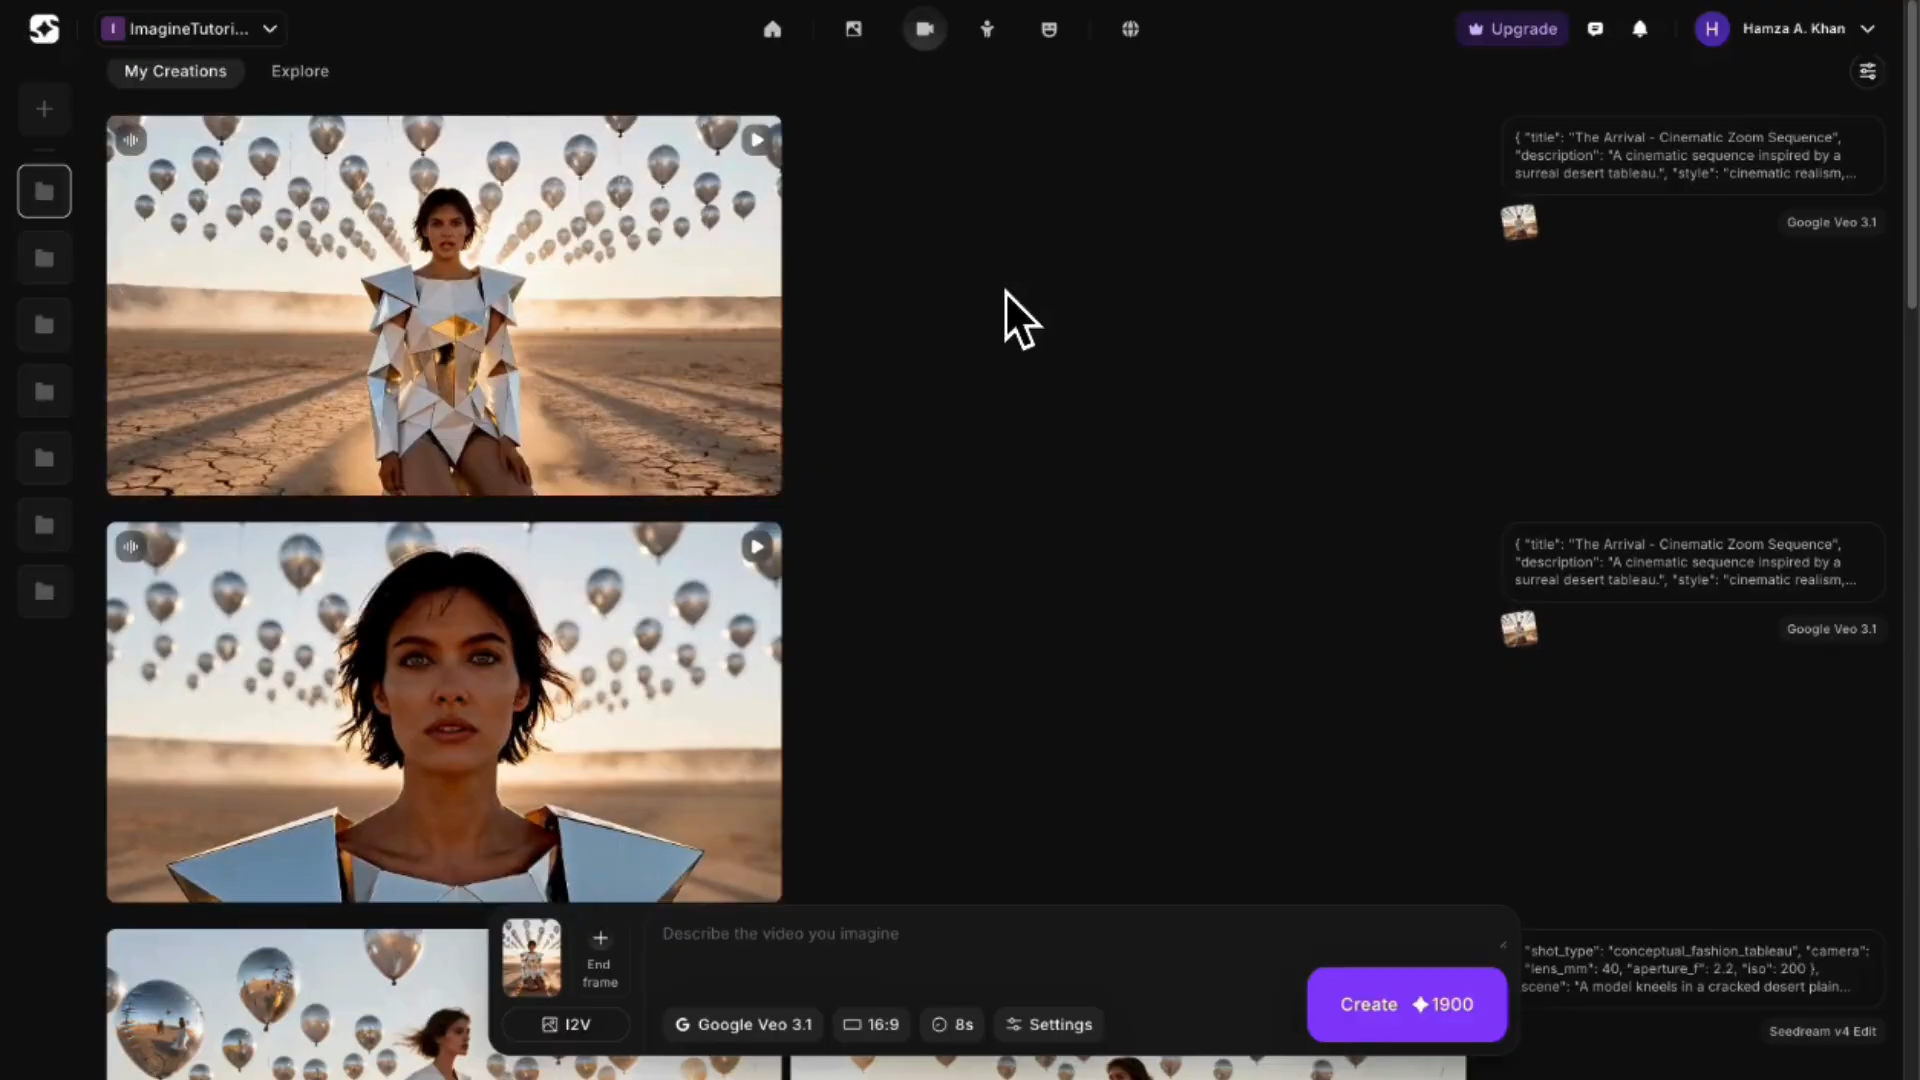 I ImagineTutori...
Upgrade
H Hamza A. Khan
My Creations
Explore
{ "title": "The Arrival - Cinematic Zoom Sequence",
"description": "A cinematic sequence inspired by a
surreal desert tableau.", "style": "cinematic realism,...
Google Veo 3.1
{ "title": "The Arrival - Cinematic Zoom Sequence",
"description": "A cinematic sequence inspired by a
surreal desert tableau.", "style": "cinematic realism,...
Google Veo 3.1
"shot_type": "conceptual_fashion_tableau", "camera":
"lens_mm": 40, "aperture_f": 2.2, "iso": 200 },
scene": "A model kneels in a cracked desert plain...
Seedream v4 Edit
End
frame
Describe the video you imagine
I2V
G Google Veo 3.1
16:9
8s
Settings
Create 1900